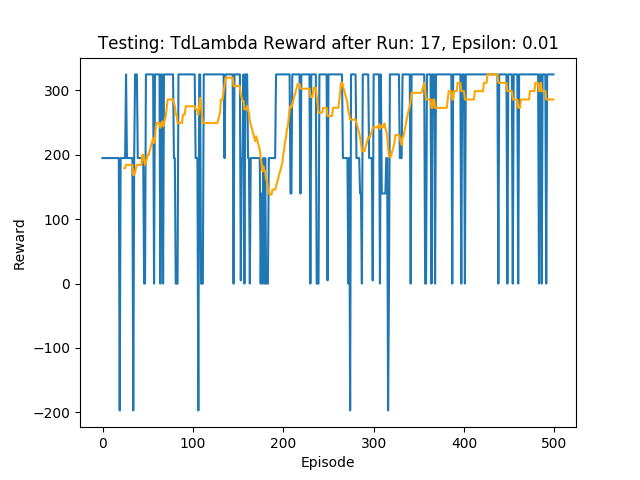 Testing: TdLambda Reward after Run: 17, Epsilon: 0.01
300
200
100
0
−100
−200
Reward
0 100 200 300 400 500
Episode